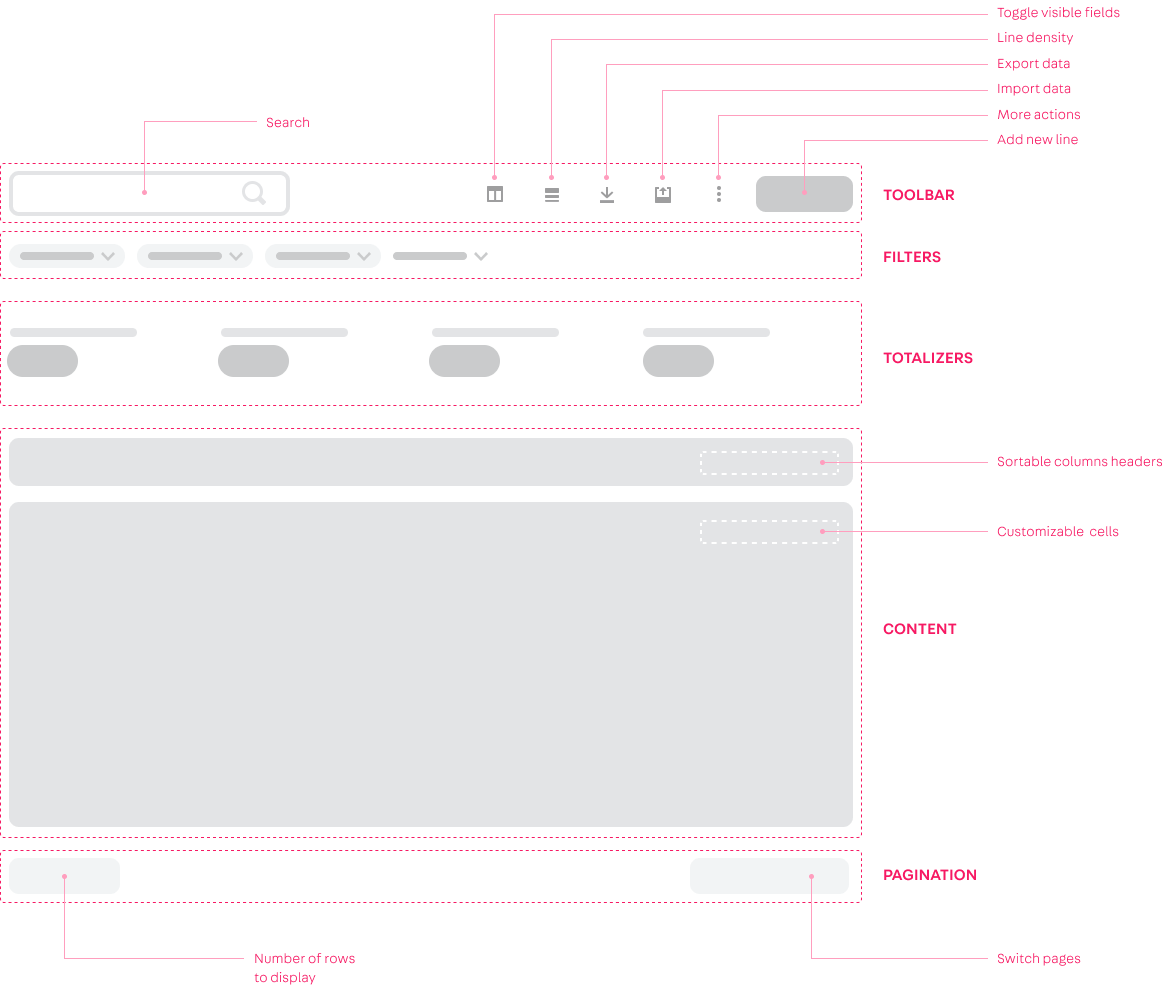 Toggle visible fields
Line density
Export data
Import data
More actions
Search
Add new line
TOOLBAR
FILTERS
TOTALIZERS
Sortable columns headers
Customizable cells
CONTENT
PAGINATION
Number of rows
to display
Switch pages